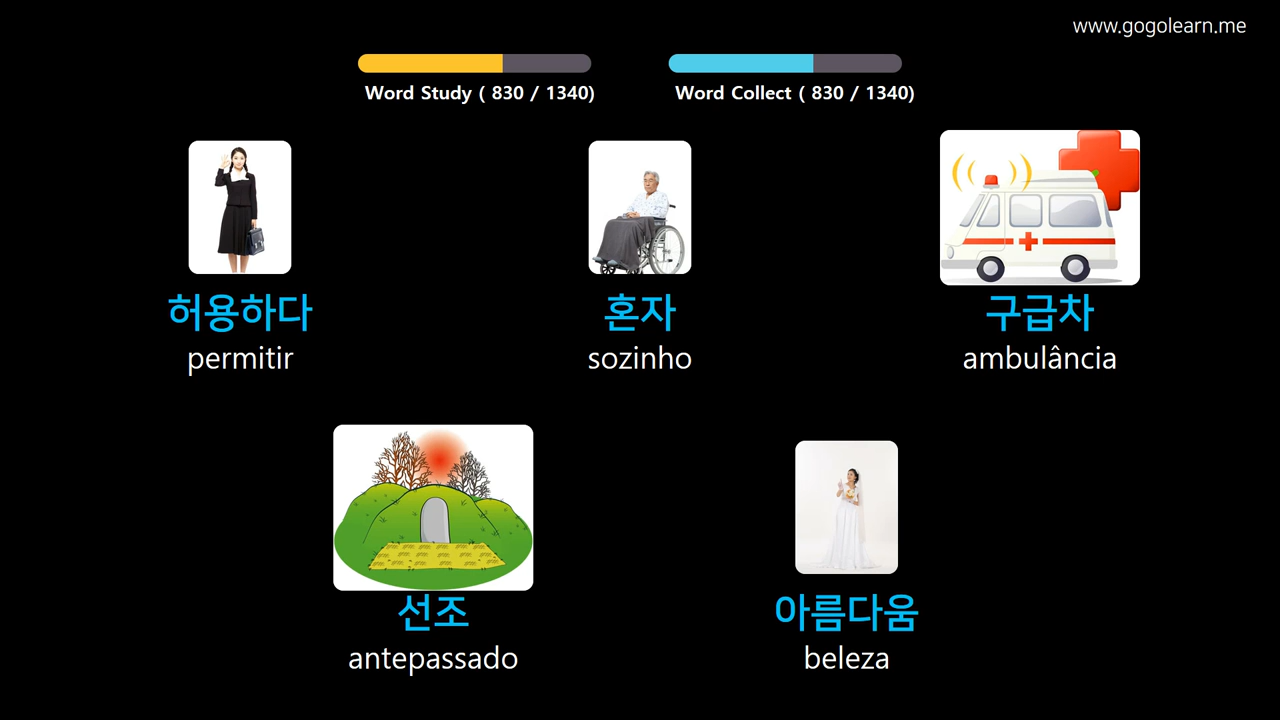 www.gogolearn.me
Word Study ( 830 / 1340)
Word Collect ( 830 / 1340)
허용하다
permitir
혼자
sozinho
구급차
ambulância
선조
antepassado
아름다움
beleza